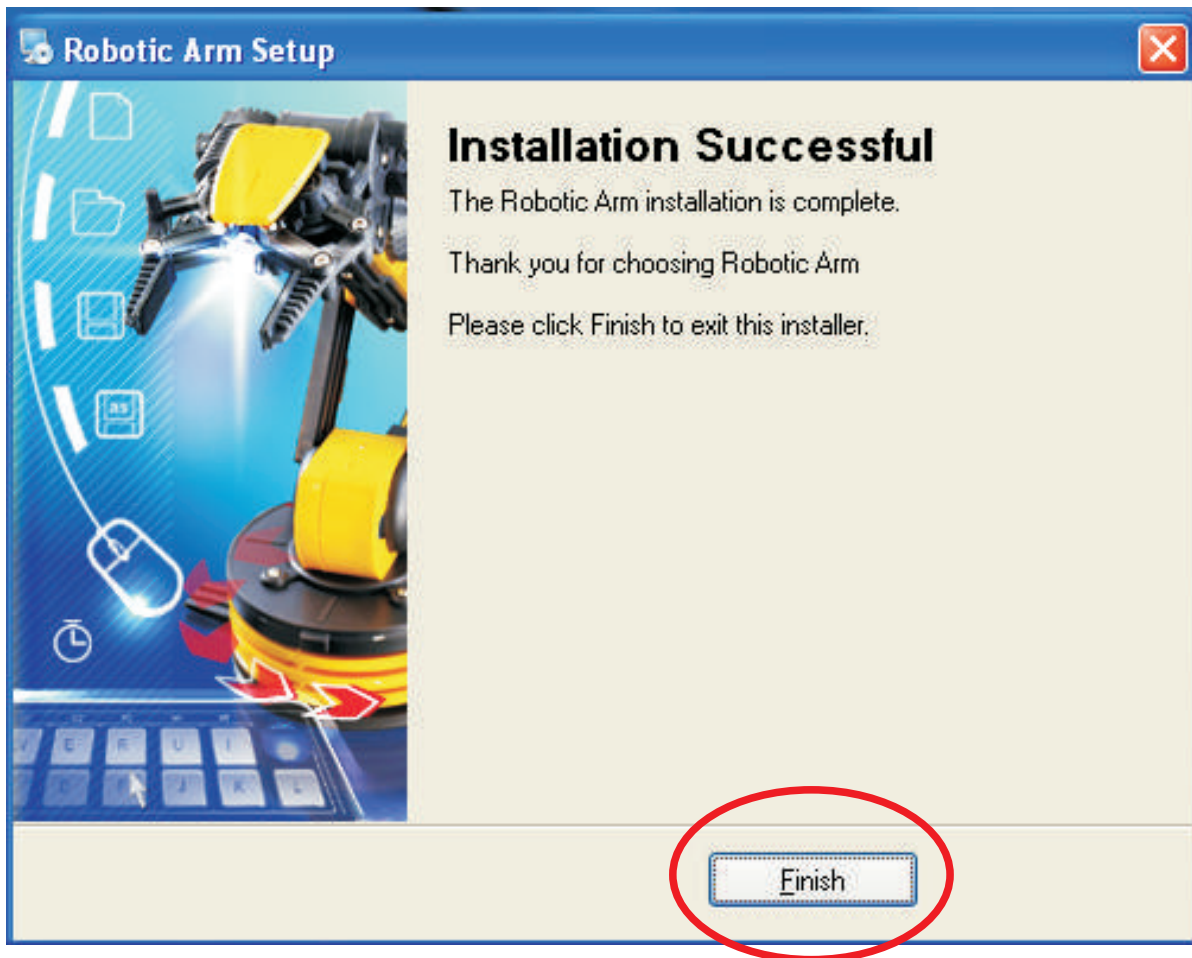 Robotic Arm Setup
Installation Successful
The Robotic Arm installation is complete.
Thank you for choosing Robotic Arm
Please click Finish to exit this installer.
as
E R U I
J K L
Finish